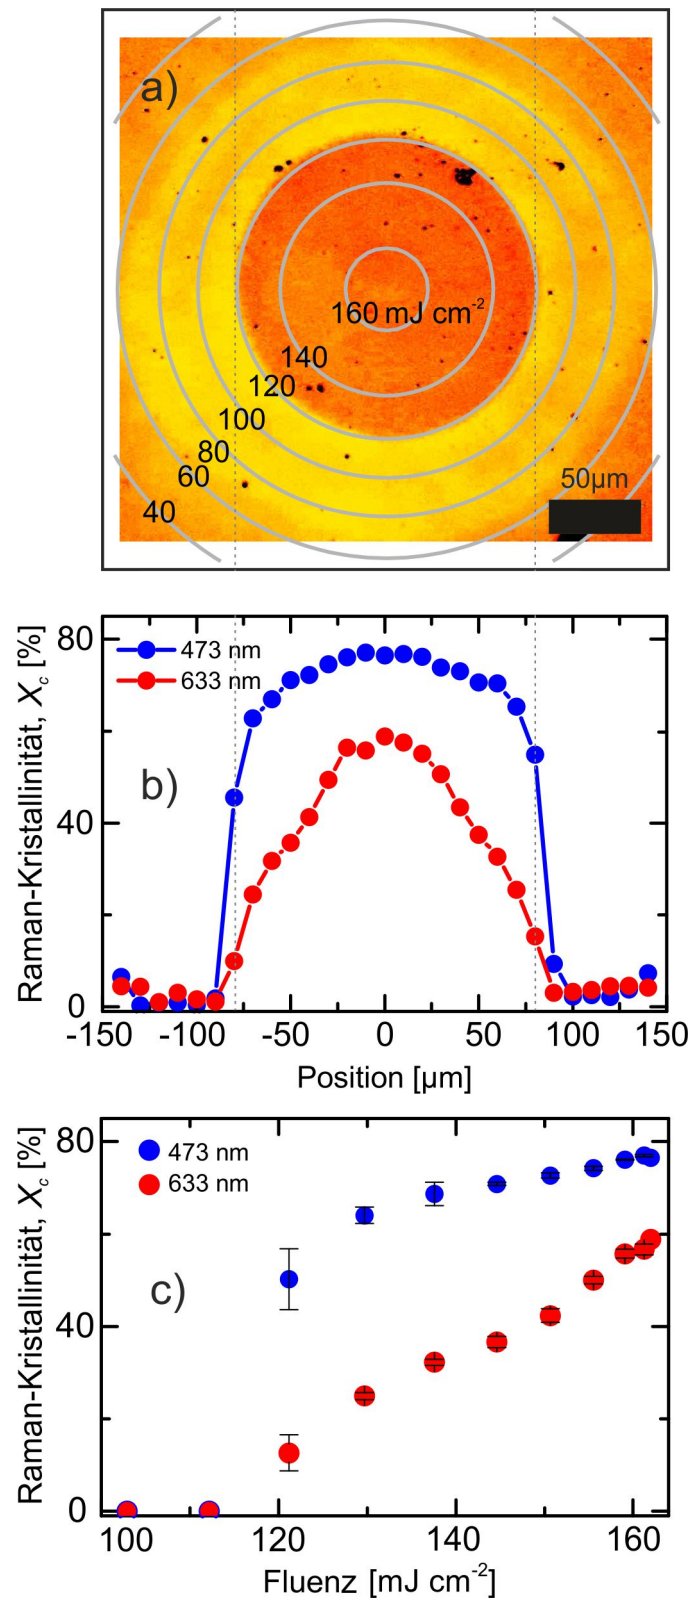 a)
160 mJ cm⁻²
140
120
100
80
60
40
50µm
Raman-Kristallinität, X_c [%]
80
40
0
473 nm
633 nm
b)
-150 -100 -50 0 50 100 150
Position [µm]
Raman-Kristallinität, X_c [%]
80
40
0
473 nm
633 nm
c)
100 120 140 160
Fluenz [mJ cm⁻²]